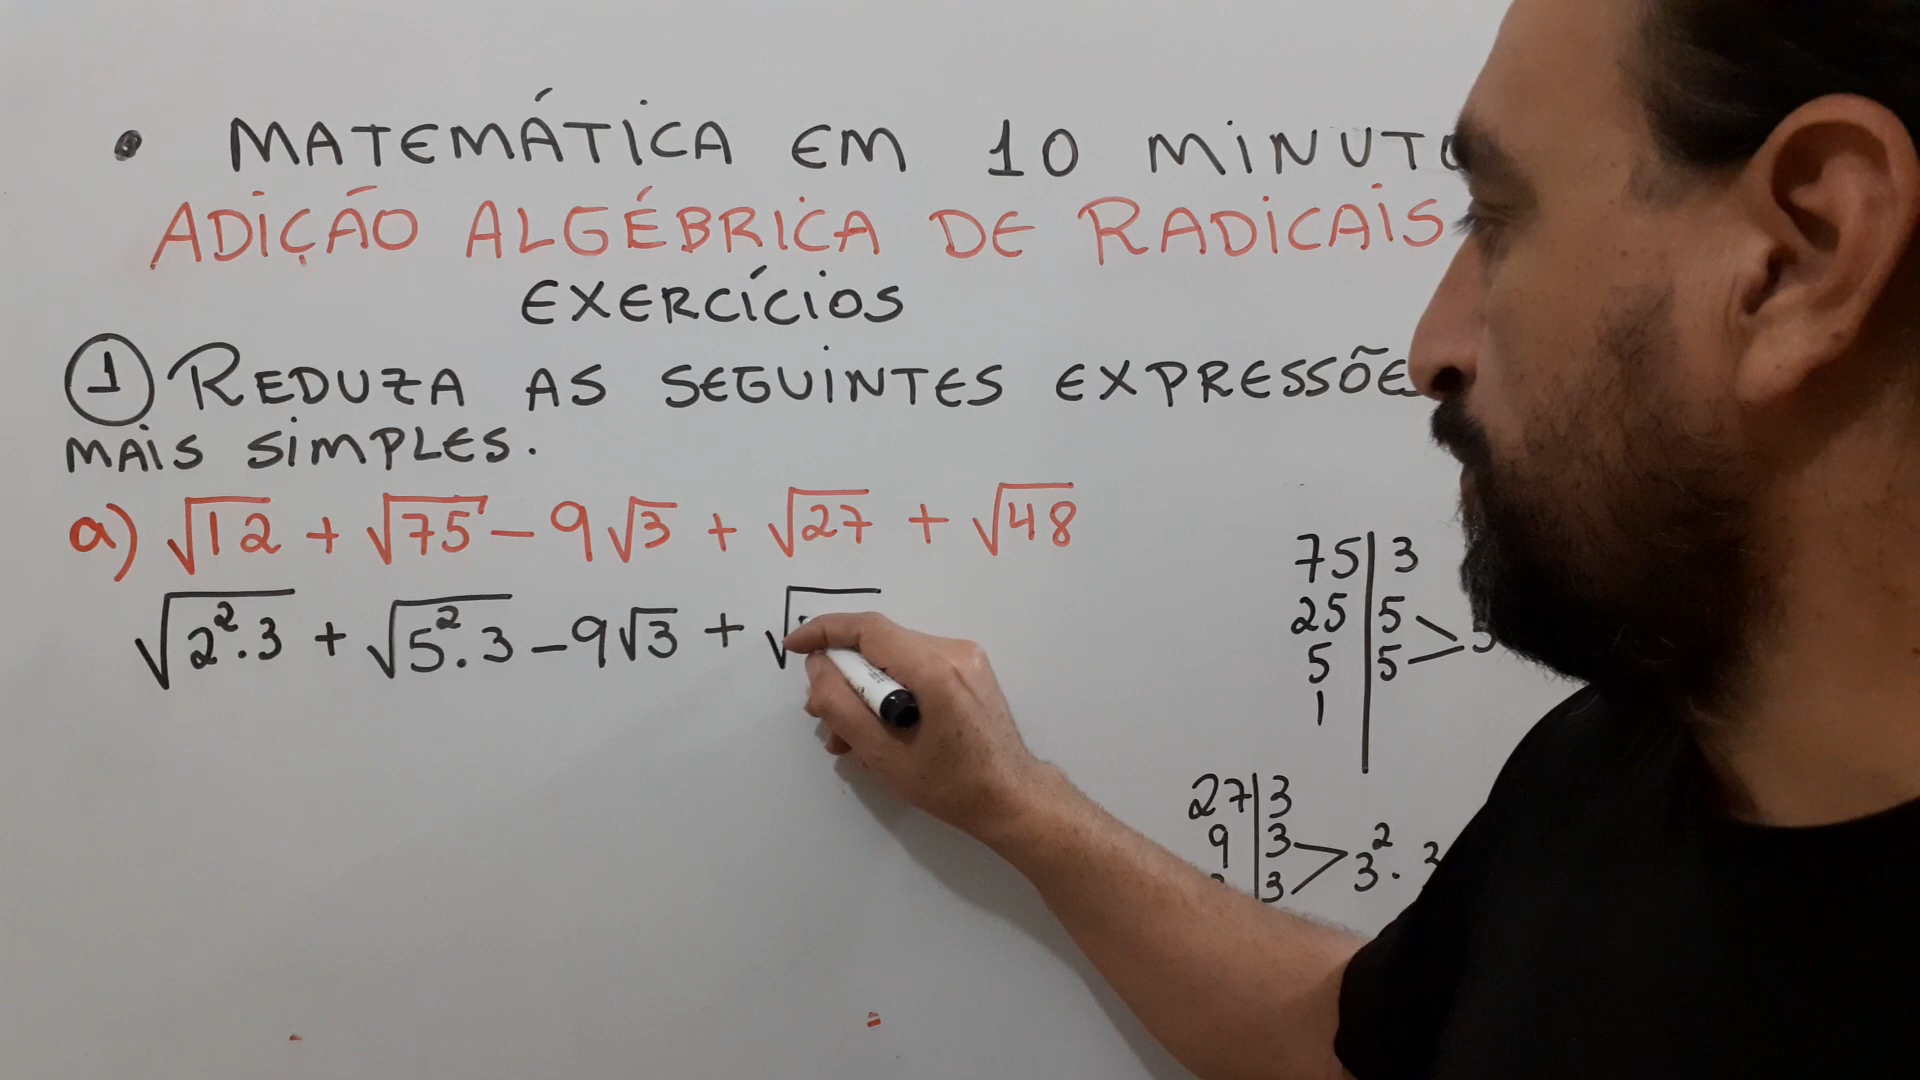 • MATEMÁTICA EM 10 MINUTO
ADIÇÃO ALGÉBRICA DE RADICAIS
EXERCÍCIOS
① REDUZA AS SEGUINTES EXPRESSÕE
MAIS SIMPLES.
a) √12 + √75 - 9√3 + √27 + √48
√2².3 + √5².3 - 9√3 + √
75|3
25|5
5|5
1|
27|3
9|3 > 3².
|3